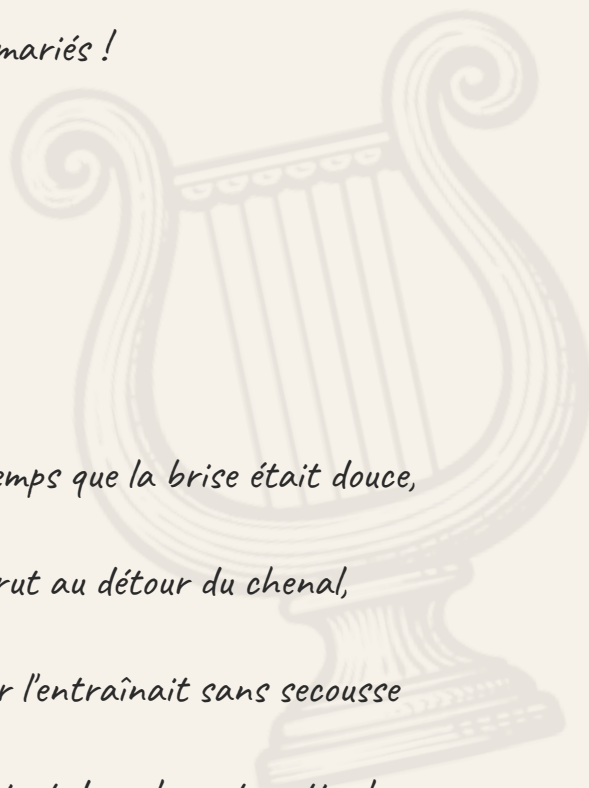 mariés !
emps que la brise était douce,
rut au détour du chenal,
r l'entraînait sans secousse